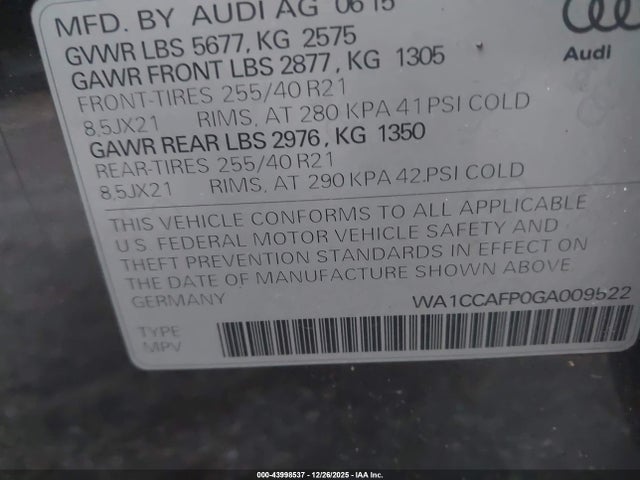 MFD. BY AUDI AG 06 15
GVWR LBS 5677, KG 2575
GAWR FRONT LBS 2877, KG 1305
FRONT-TIRES 255/40 R21
8,5JX21 RIMS, AT 280 KPA 41 PSI COLD
GAWR REAR LBS 2976, KG 1350
REAR-TIRES 255/40 R21
8,5JX21 RIMS, AT 290 KPA 42.PSI COLD
Audi
THIS VEHICLE CONFORMS TO ALL APPLICABLE
U.S. FEDERAL MOTOR VEHICLE SAFETY AND
THEFT PREVENTION STANDARDS IN EFFECT ON
THE DATE OF MANUFACTURE SHOWN ABOVE.
GERMANY WA1CCAFP0GA009522
TYPE
MPV
000-43998537 - 12/26/2025 - IAA Inc.